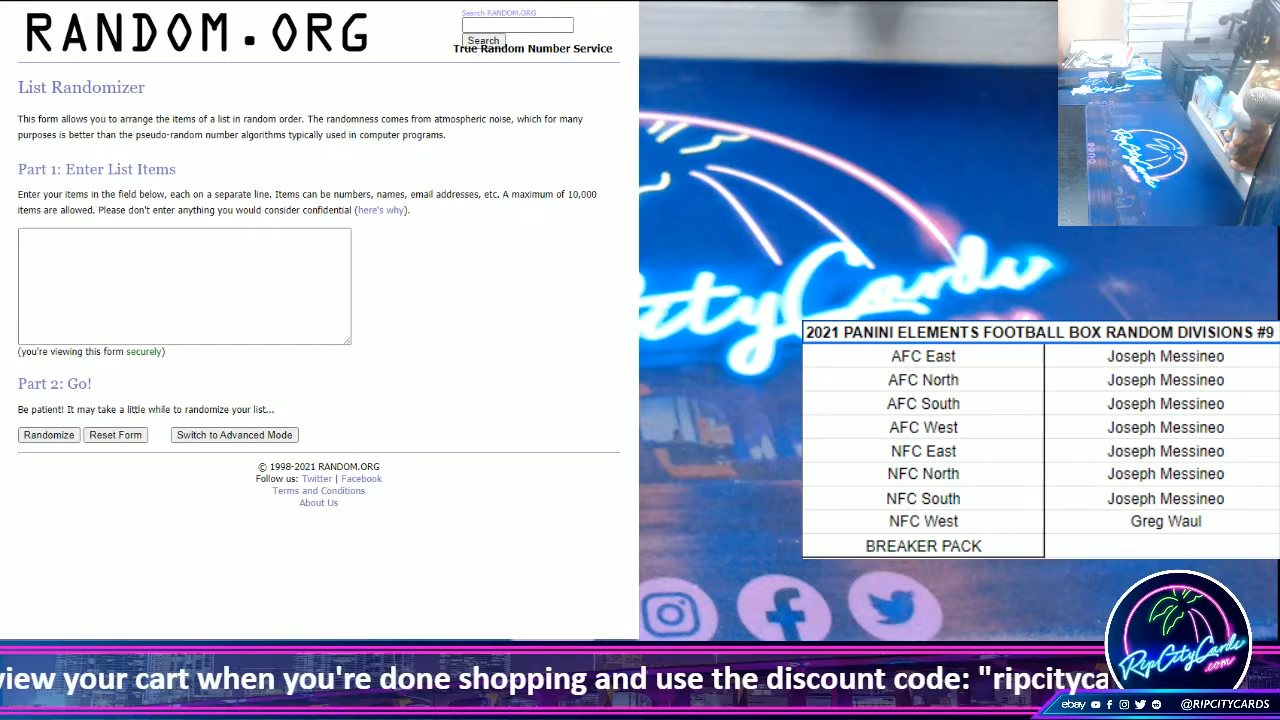 RANDOM.ORG
Search RANDOM.ORG
Search
True Random Number Service
List Randomizer
This form allows you to arrange the items of a list in random order. The randomness comes from atmospheric noise, which for many
purposes is better than the pseudo-random number algorithms typically used in computer programs.
Part 1: Enter List Items
Enter your items in the field below, each on a separate line. Items can be numbers, names, email addresses, etc. A maximum of 10,000
items are allowed. Please don't enter anything you would consider confidential (here's why).
(you're viewing this form securely)
Part 2: Go!
Be patient! It may take a little while to randomize your list...
Randomize Reset Form Switch to Advanced Mode
© 1998-2021 RANDOM.ORG
Follow us: Twitter | Facebook
Terms and Conditions
About Us
RipCityCards
ityCards
2021 PANINI ELEMENTS FOOTBALL BOX RANDOM DIVISIONS #9
AFC East Joseph Messineo
AFC North Joseph Messineo
AFC South Joseph Messineo
AFC West Joseph Messineo
NFC East Joseph Messineo
NFC North Joseph Messineo
NFC South Joseph Messineo
NFC West Greg Waul
BREAKER PACK
RipCityCards
.com
view your cart when you're done shopping and use the discount code: "ripcityca
ebay @RIPCITYCARDS